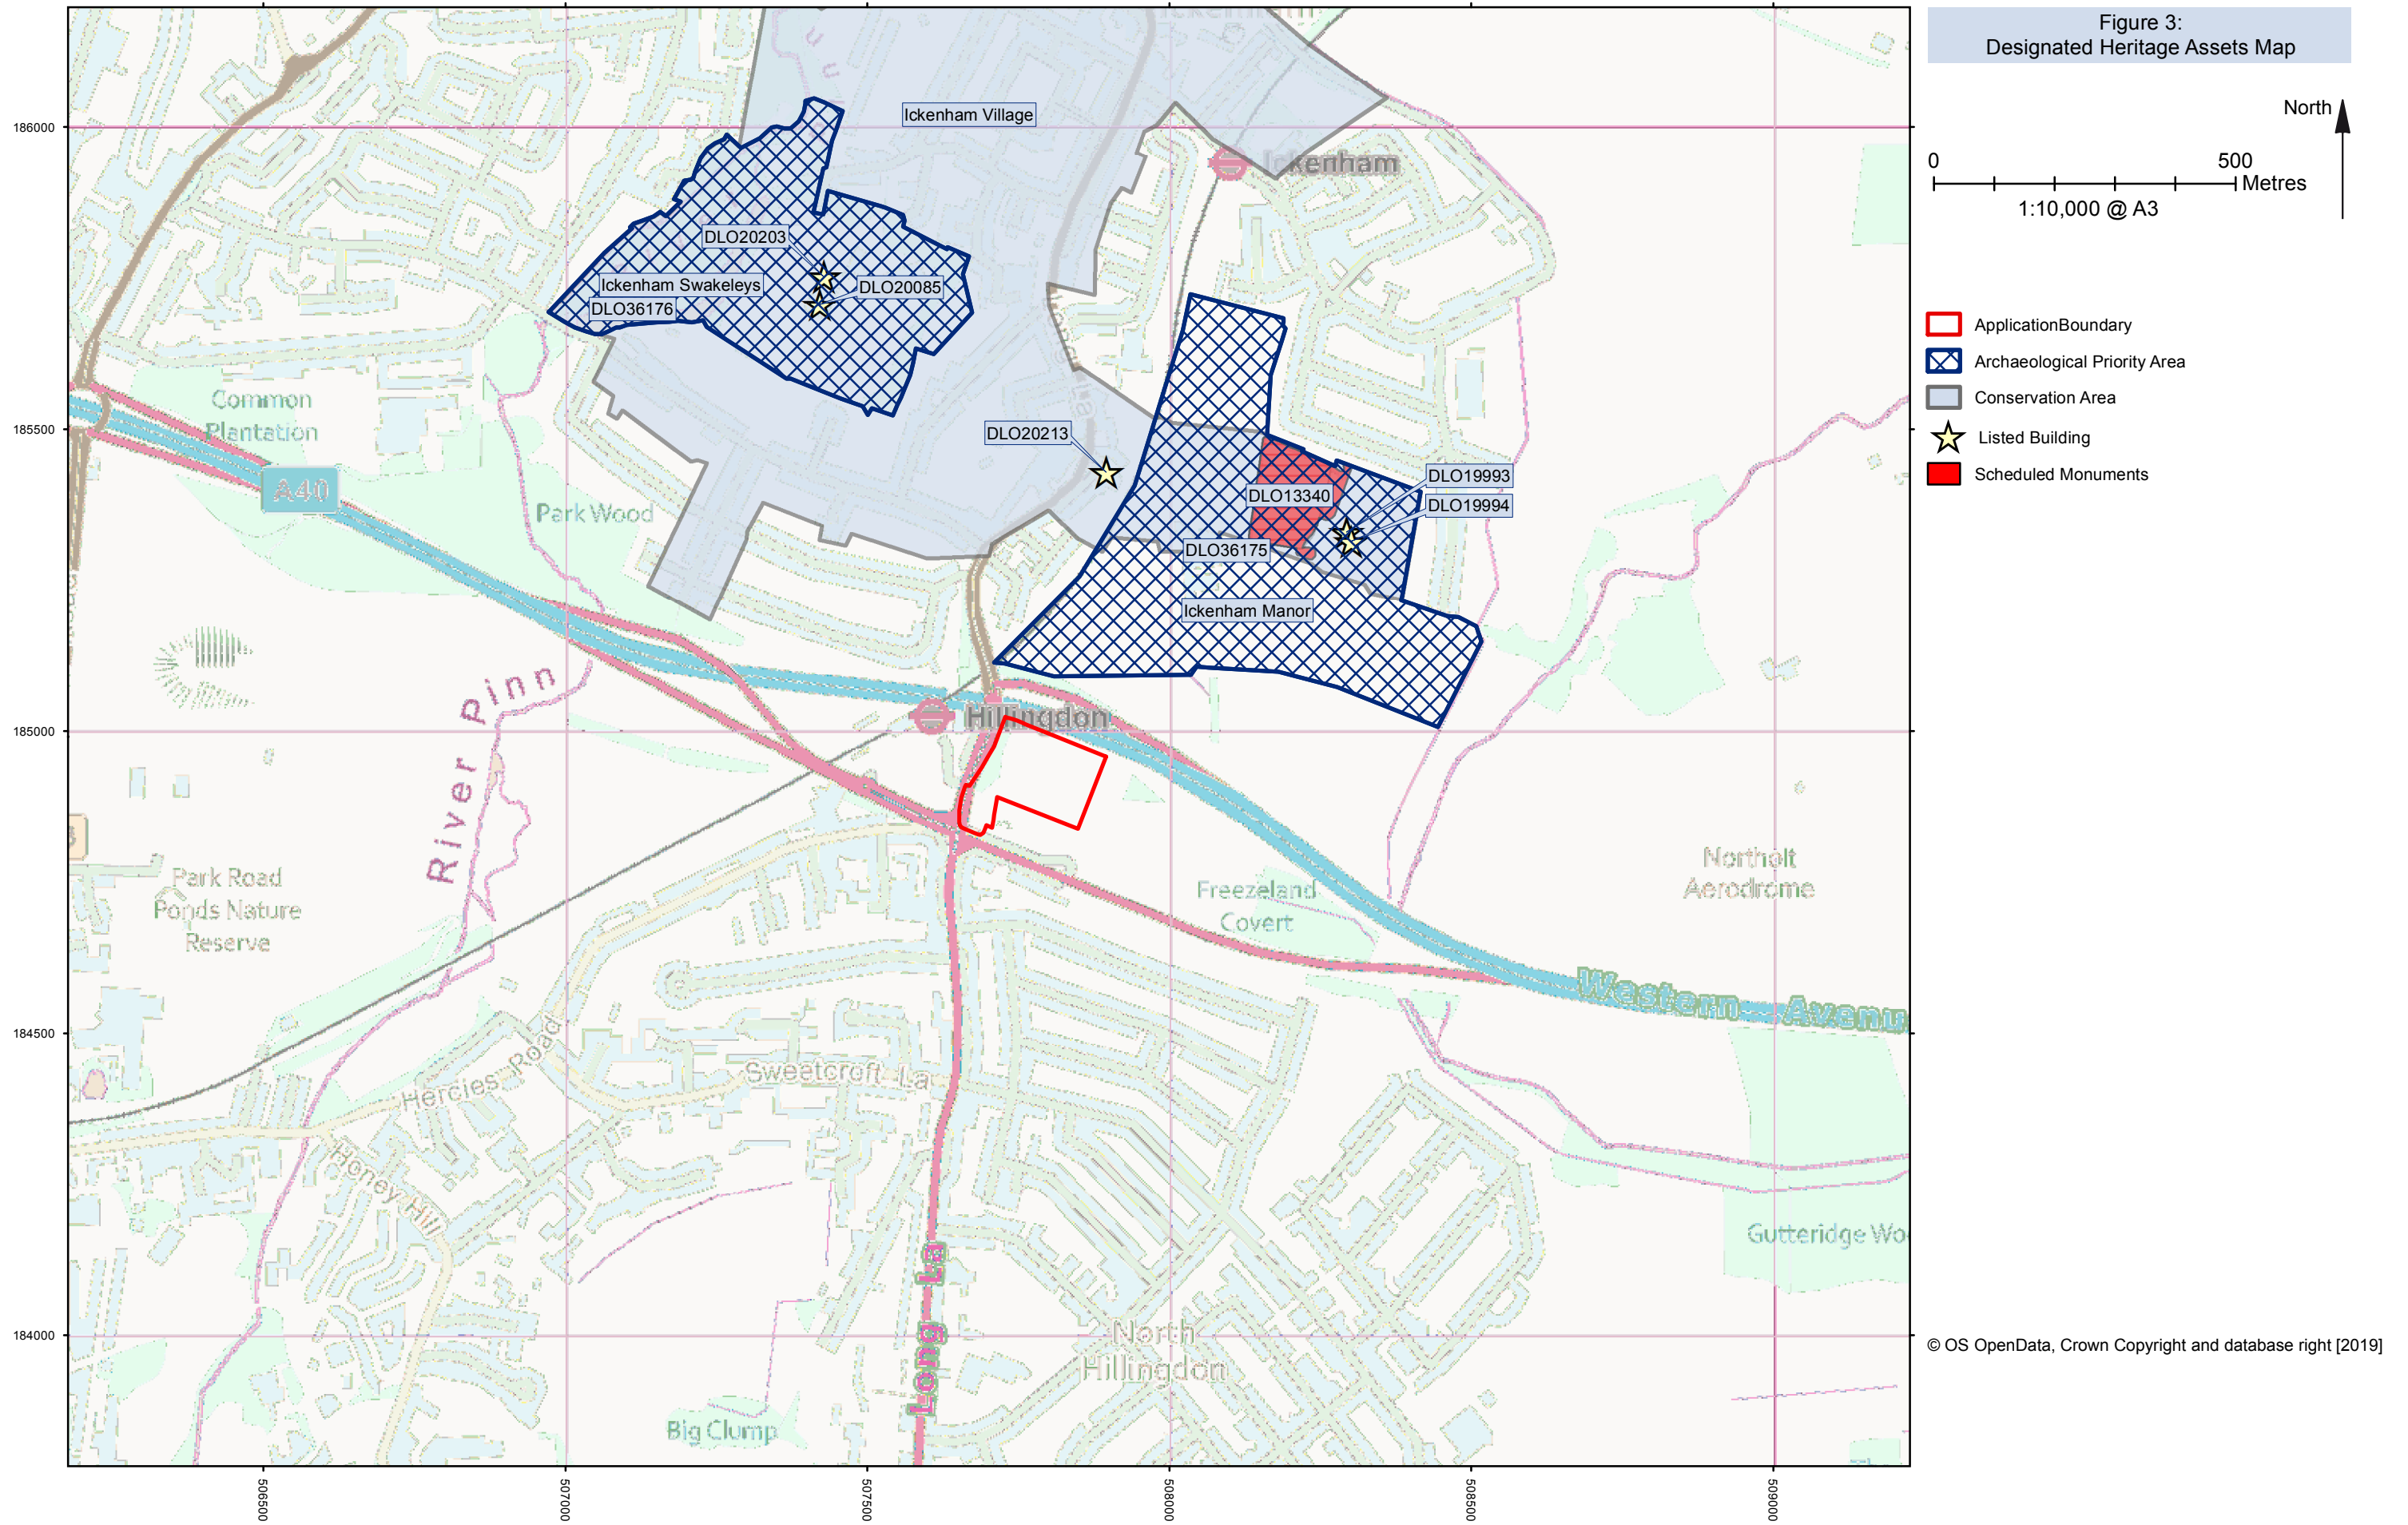 Figure 3:
Designated Heritage Assets Map
North
0 500
Metres
1:10,000 @ A3
ApplicationBoundary
Archaeological Priority Area
Conservation Area
Listed Building
Scheduled Monuments
© OS OpenData, Crown Copyright and database right [2019]
186000
185500
185000
184500
184000
506500
507000
507500
508000
508500
509000
Ickenham Village
Ickenham
DLO20203
Ickenham Swakeleys
DLO20085
DLO36176
Common
Plantation
A40
Park Wood
DLO20213
DLO19993
DLO13340
DLO19994
DLO36175
Ickenham Manor
River Pinn
Hillingdon
Park Road
Ponds Nature
Reserve
Freezeland
Covert
Northolt
Aerodrome
Western Avenu
Hercies Road
Sweetcroft La
Honey Hill
Long La
North
Hillingdon
Big Clump
Gutteridge Wo